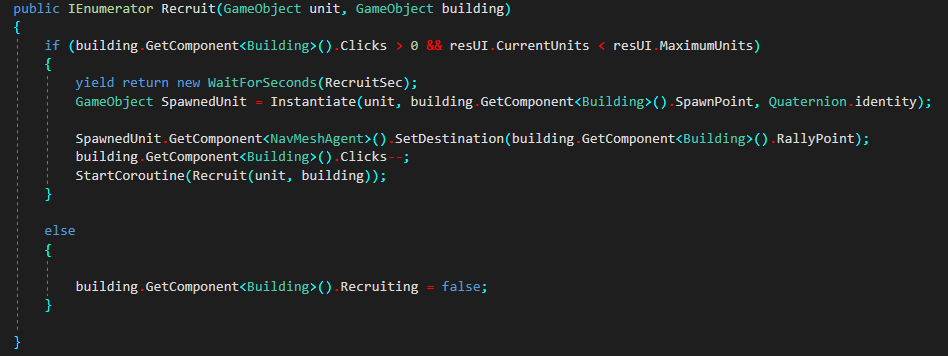 public IEnumerator Recruit(GameObject unit, GameObject building)
{
if (building.GetComponent<Building>().Clicks > 0 && resUI.CurrentUnits < resUI.MaximumUnits)
{
yield return new WaitForSeconds(RecruitSec);
GameObject SpawnedUnit = Instantiate(unit, building.GetComponent<Building>().SpawnPoint, Quaternion.identity);
SpawnedUnit.GetComponent<NavMeshAgent>().SetDestination(building.GetComponent<Building>().RallyPoint);
building.GetComponent<Building>().Clicks--;
StartCoroutine(Recruit(unit, building));
}
else
{
building.GetComponent<Building>().Recruiting = false;
}
}